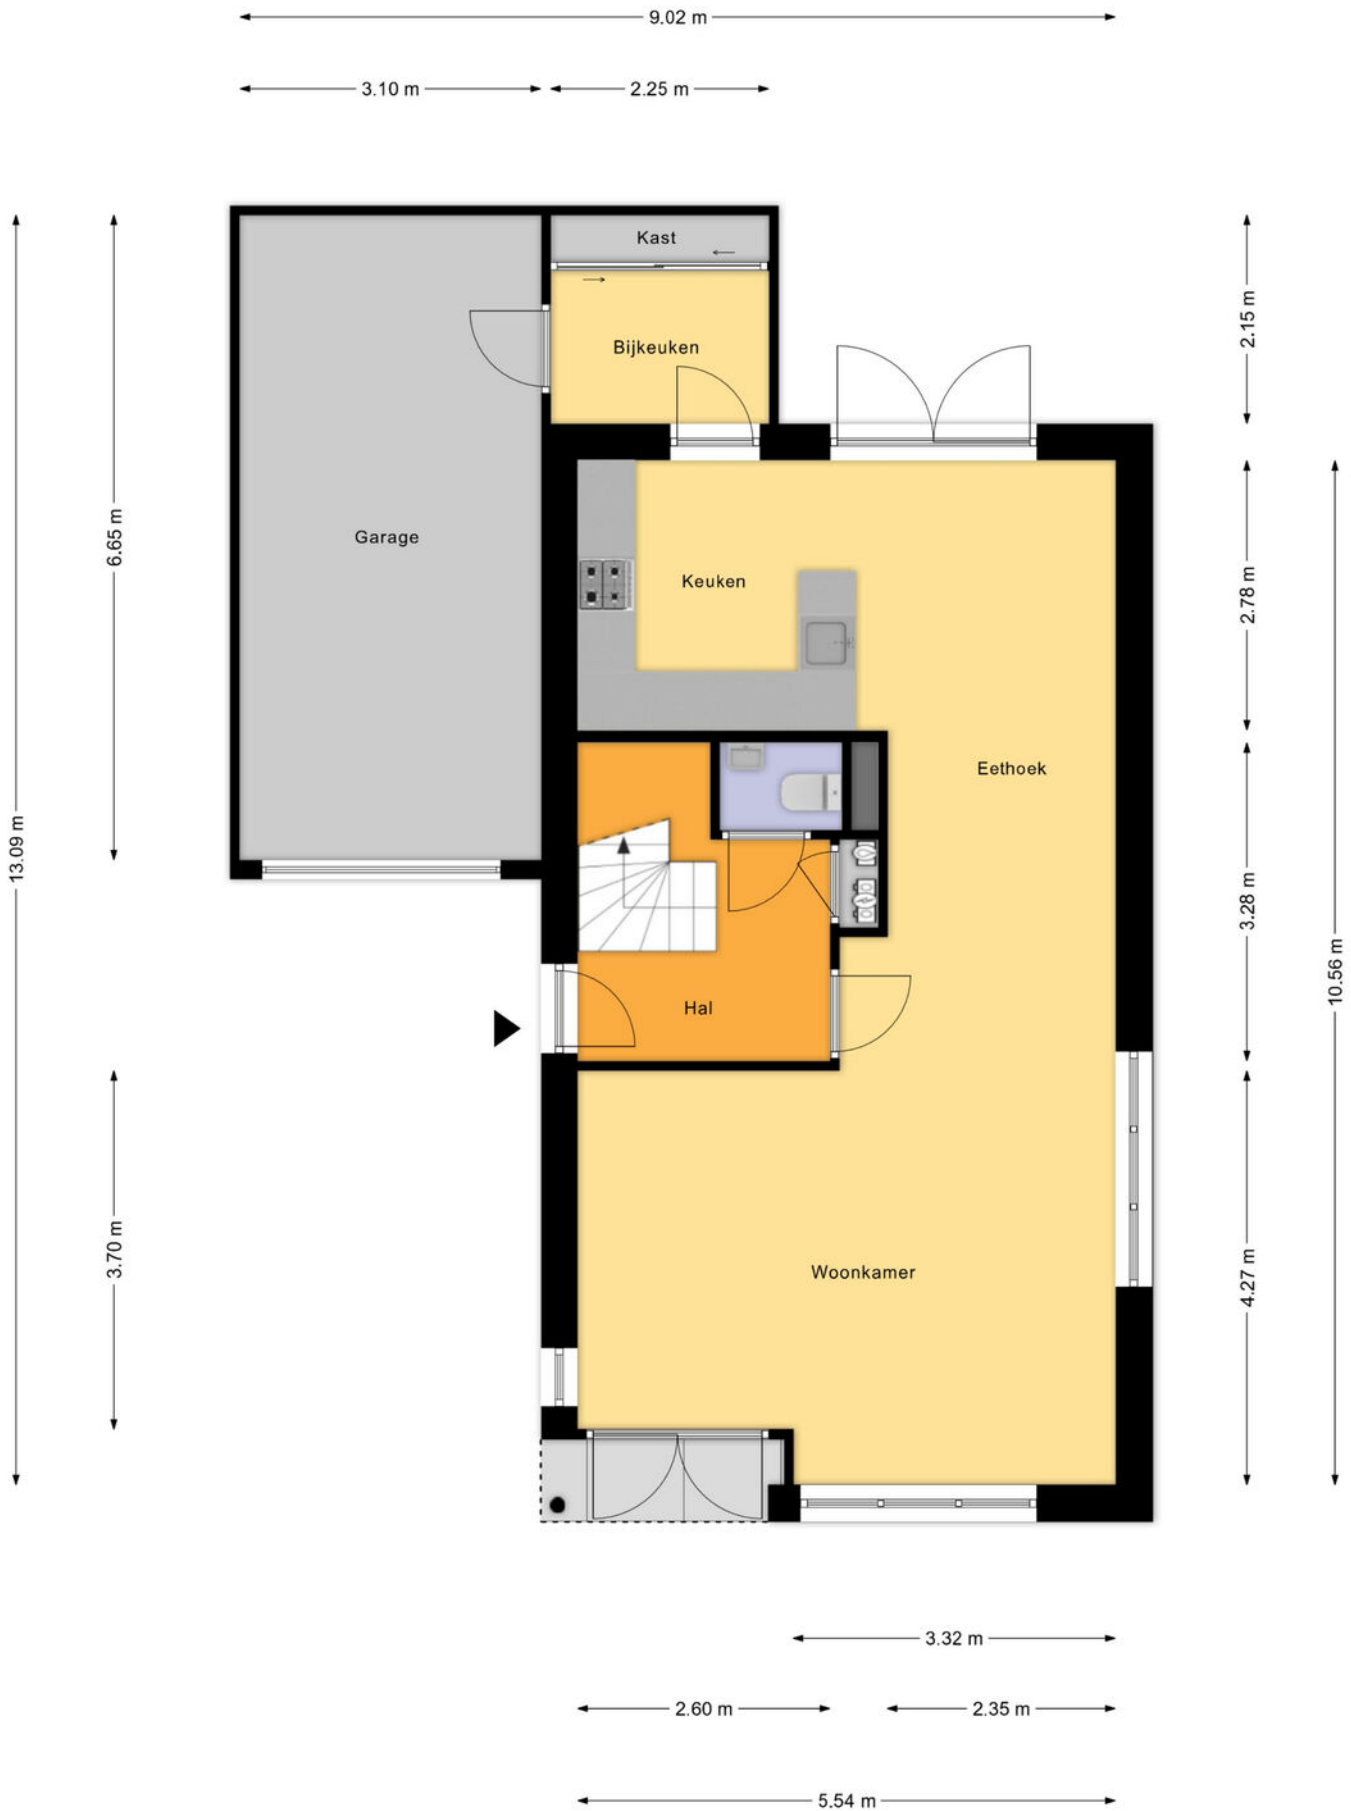 9.02 m
3.10 m
2.25 m
Kast
Bijkeuken
2.15 m
Garage
6.65 m
Keuken
2.78 m
Eethoek
13.09 m
3.28 m
10.56 m
Hal
3.70 m
Woonkamer
4.27 m
3.32 m
2.60 m
2.35 m
5.54 m